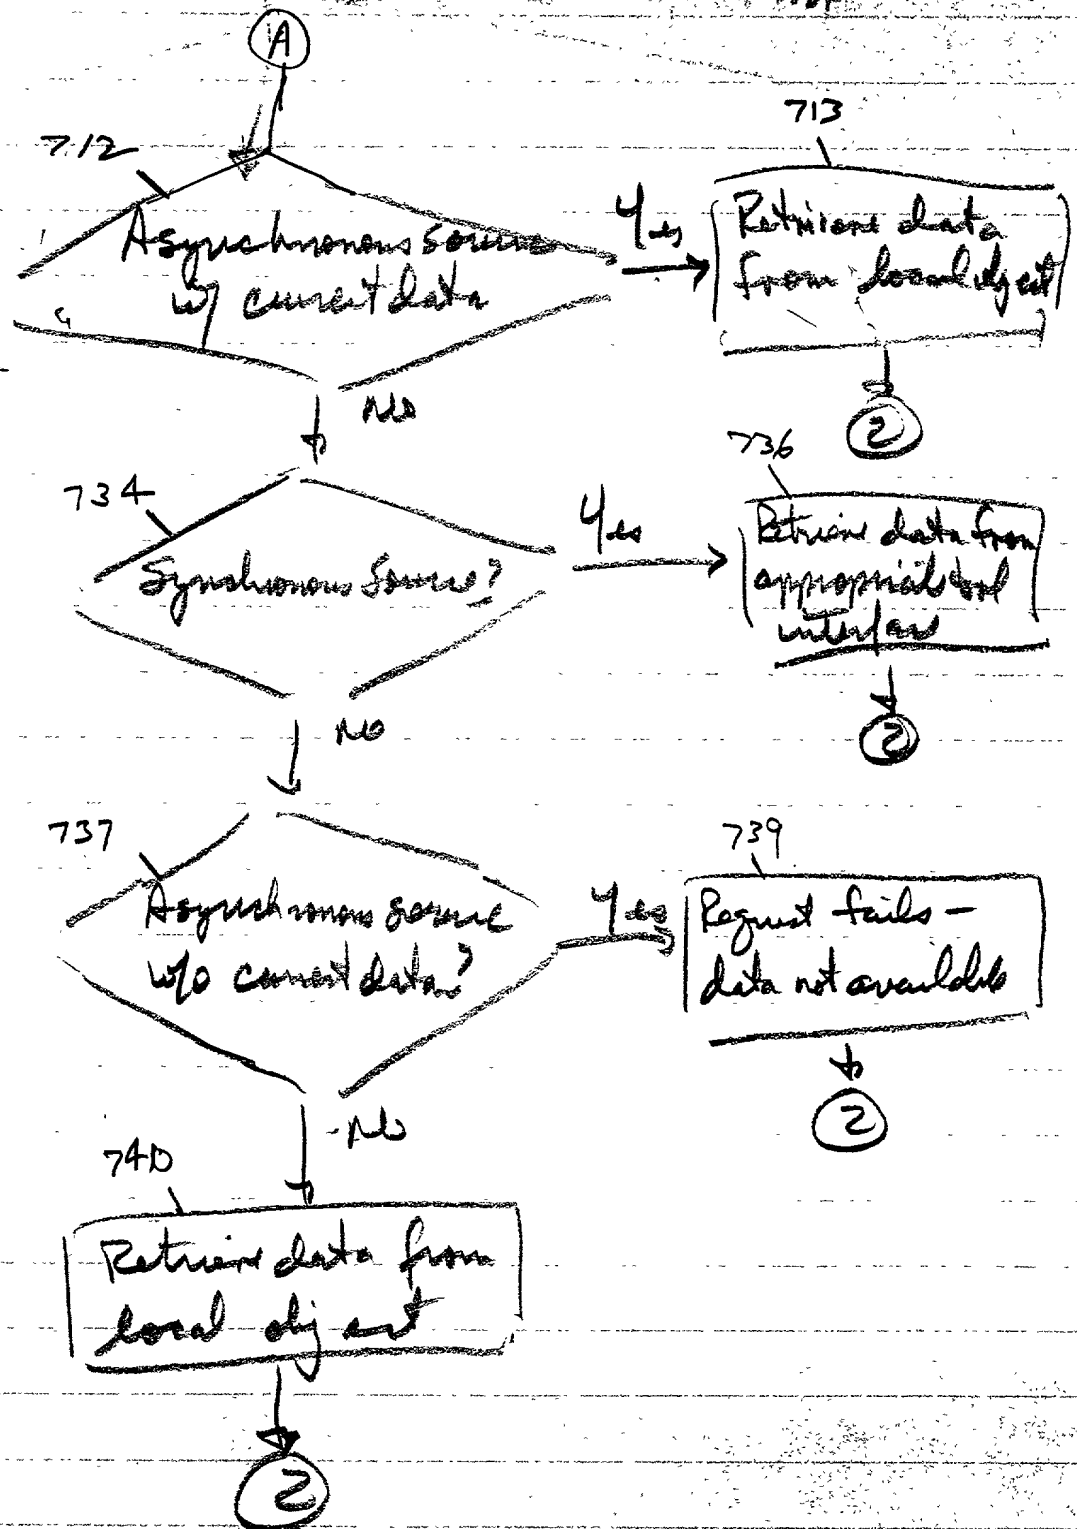 A
712
Asynchronous source
w/ current data
Yes
713
Retrieve data
from local object
2
No
734
Synchronous Source?
Yes
736
Retrieve data from
appropriate tool
interface
2
No
737
Asynchronous source
w/o current data?
Yes
739
Request fails –
data not available
2
No
740
Retrieve data from
local object
2